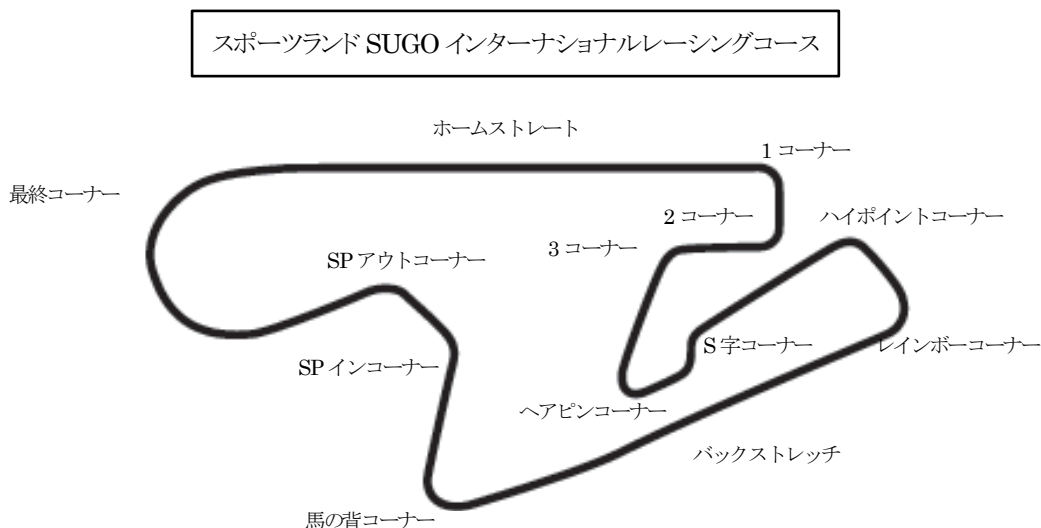 スポーツランド SUGO インターナショナルレーシングコース
ホームストレート
1 コーナー
最終コーナー
2 コーナー
ハイポイントコーナー
3 コーナー
SP アウトコーナー
S 字コーナー
レインボーコーナー
SP インコーナー
ヘアピンコーナー
バックストレッチ
馬の背コーナー